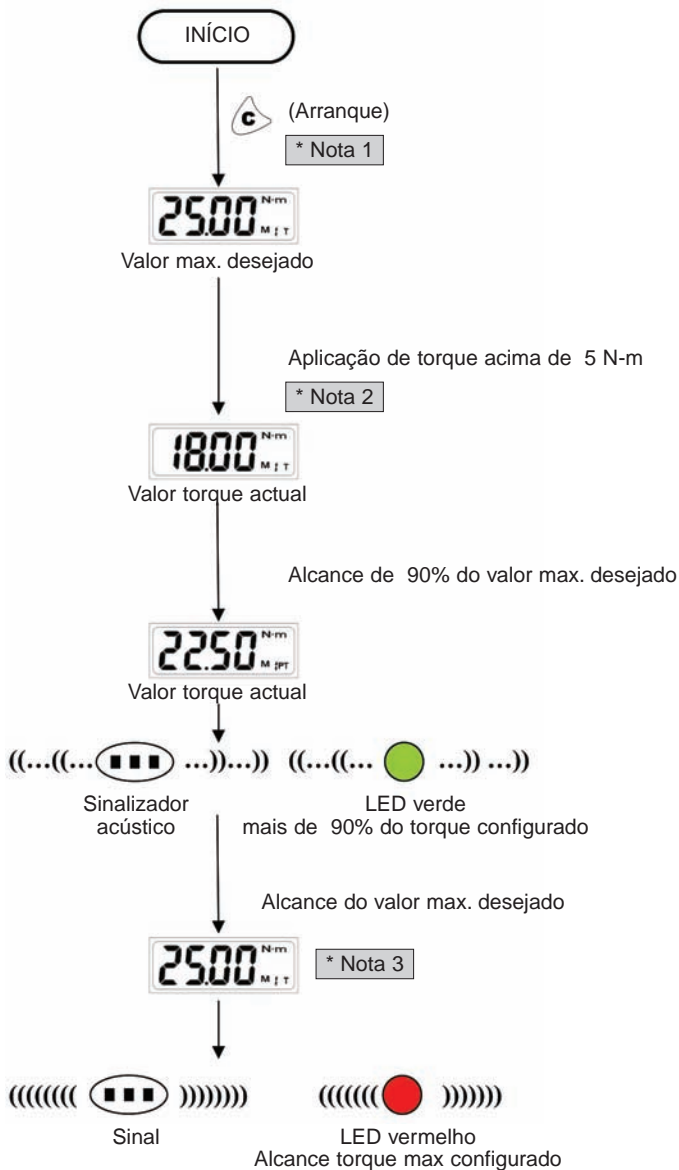 INÍCIO
C (Arranque)
* Nota 1
25.00 N-m
M T
Valor max. desejado
Aplicação de torque acima de 5 N-m
* Nota 2
18.00 N-m
M T
Valor torque actual
Alcance de 90% do valor max. desejado
22.50 N-m
M PT
Valor torque actual
((...((... ...))...)) ((...((... ...)) ...))
Sinalizador
acústico
LED verde
mais de 90% do torque configurado
Alcance do valor max. desejado
25.00 N-m
M T
* Nota 3
(((((((( )))))))) ((((((( )))))))
Sinal
LED vermelho
Alcance torque max configurado